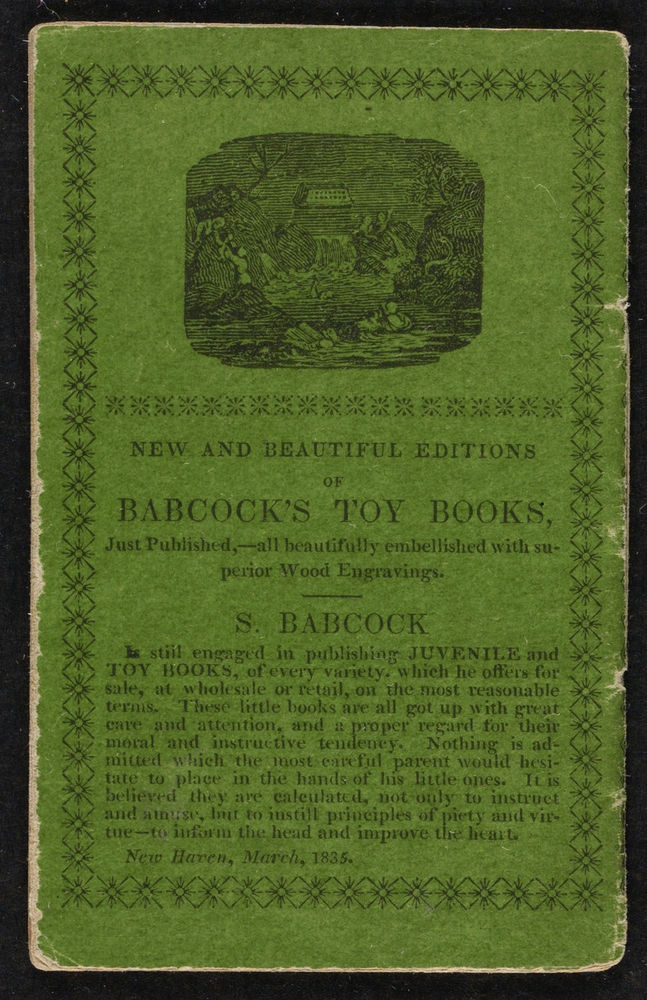 NEW AND BEAUTIFUL EDITIONS
OF
BABCOCK'S TOY BOOKS,
Just Published,—all beautifully embellished with su-
perior Wood Engravings.
S. BABCOCK
Is still engaged in publishing JUVENILE and
TOY BOOKS, of every variety, which he offers for
sale, at wholesale or retail, on the most reasonable
terms. These little books are all got up with great
care and attention, and a proper regard for their
moral and instructive tendency. Nothing is ad-
mitted which the most careful parent would hesi-
tate to place in the hands of his little ones. It is
believed they are calculated, not only to instruct
and amuse, but to instill principles of piety and vir-
tue—to inform the head and improve the heart.
New Haven, March, 1835.